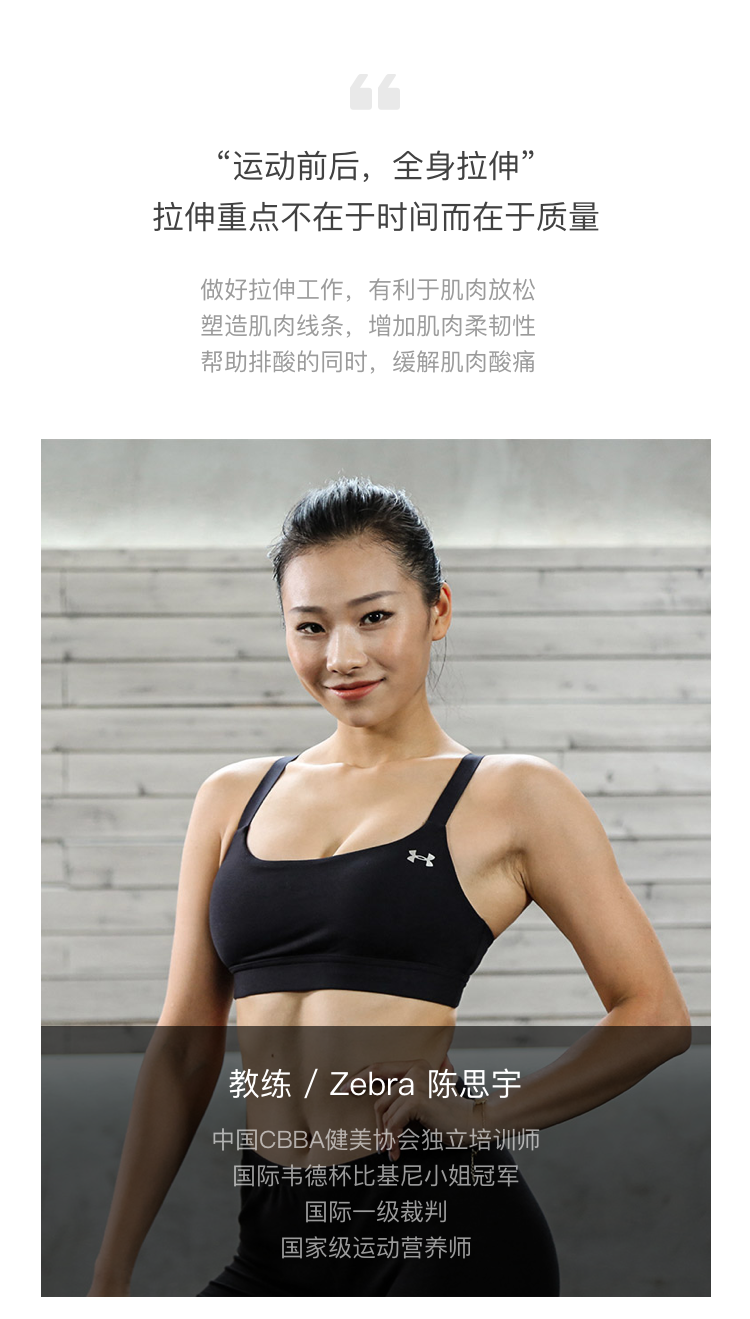 “运动前后，全身拉伸”
拉伸重点不在于时间而在于质量
做好拉伸工作，有利于肌肉放松
塑造肌肉线条，增加肌肉柔韧性
帮助排酸的同时，缓解肌肉酸痛
教练 / Zebra 陈思宇
中国CBBA健美协会独立培训师
国际韦德杯比基尼小姐冠军
国际一级裁判
国家级运动营养师